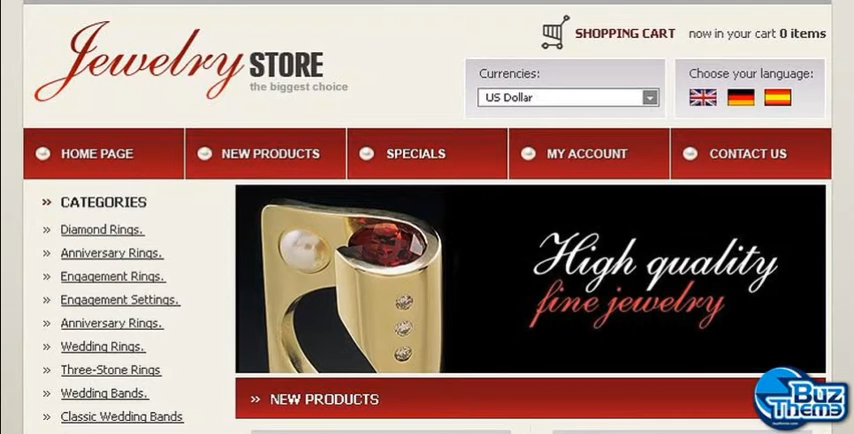 Jewelry STORE
the biggest choice
SHOPPING CART now in your cart 0 items
Currencies:
US Dollar
Choose your language:
HOME PAGE
NEW PRODUCTS
SPECIALS
MY ACCOUNT
CONTACT US
CATEGORIES
Diamond Rings.
Anniversary Rings.
Engagement Rings.
Engagement Settings.
Anniversary Rings.
Wedding Rings.
Three-Stone Rings
Wedding Bands.
Classic Wedding Bands
High quality
fine jewelry
NEW PRODUCTS
Buz
Them3